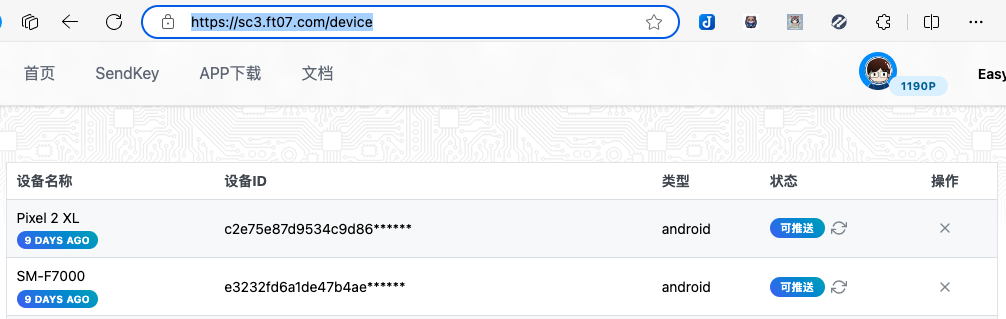 https://sc3.ft07.com/device
首页 SendKey APP下载 文档 1190P Easy
设备名称 设备ID 类型 状态 操作
Pixel 2 XL
9 DAYS AGO
c2e75e87d9534c9d86****** android 可推送
SM-F7000
9 DAYS AGO
e3232fd6a1de47b4ae****** android 可推送